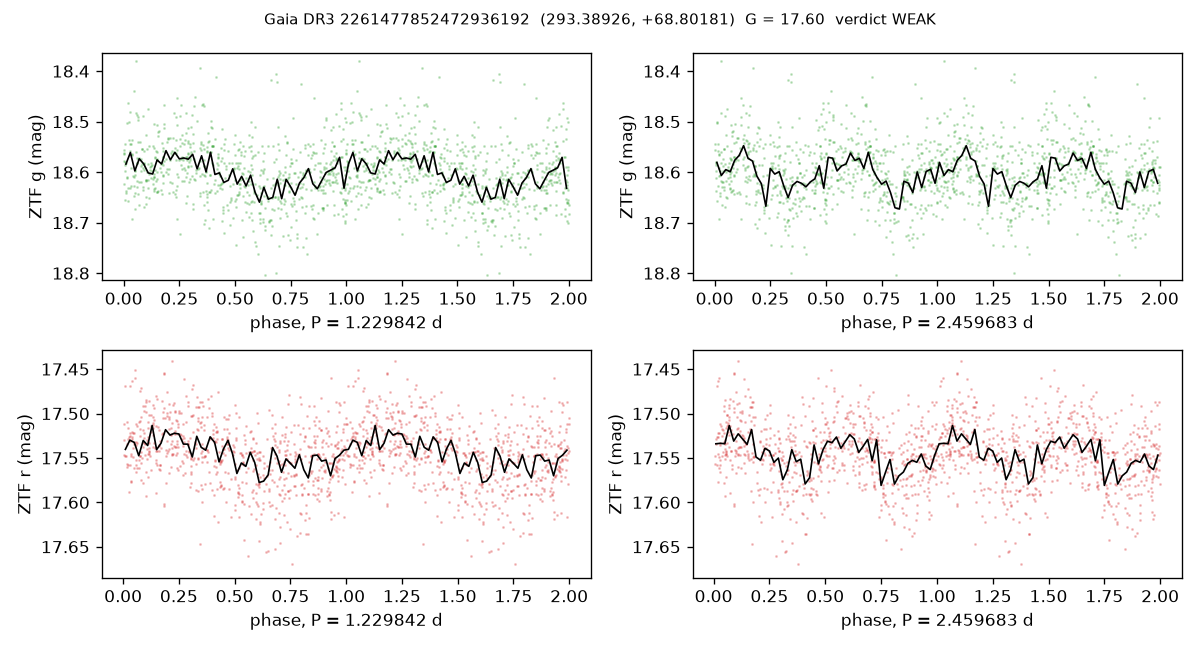 Gaia DR3 2261477852472936192 (293.38926, +68.80181) G = 17.60 verdict WEAK
18.4
18.5
18.6
18.7
18.8
ZTF g (mag)
0.00 0.25 0.50 0.75 1.00 1.25 1.50 1.75 2.00
phase, P = 1.229842 d
18.4
18.5
18.6
18.7
18.8
ZTF g (mag)
0.00 0.25 0.50 0.75 1.00 1.25 1.50 1.75 2.00
phase, P = 2.459683 d
17.45
17.50
17.55
17.60
17.65
ZTF r (mag)
0.00 0.25 0.50 0.75 1.00 1.25 1.50 1.75 2.00
phase, P = 1.229842 d
17.45
17.50
17.55
17.60
17.65
ZTF r (mag)
0.00 0.25 0.50 0.75 1.00 1.25 1.50 1.75 2.00
phase, P = 2.459683 d